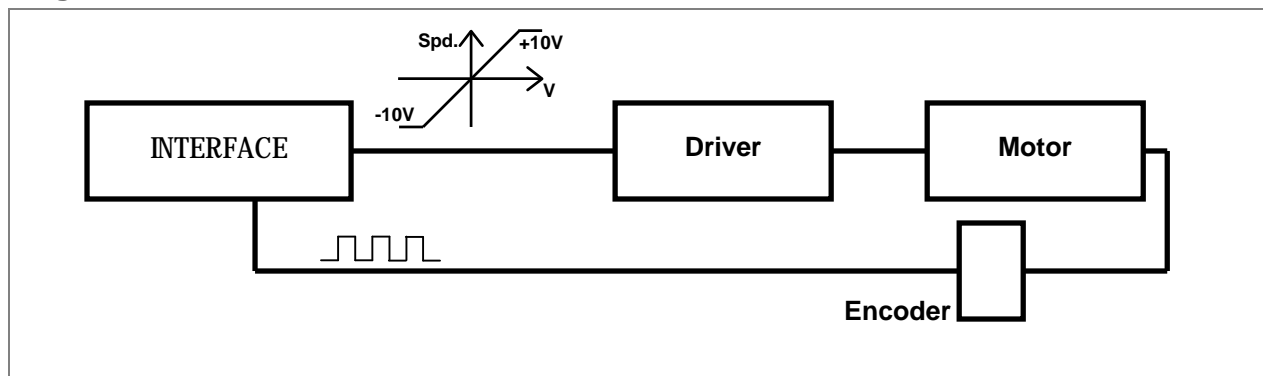 Spd.
+10V
V
-10V
INTERFACE
Driver
Motor
Encoder